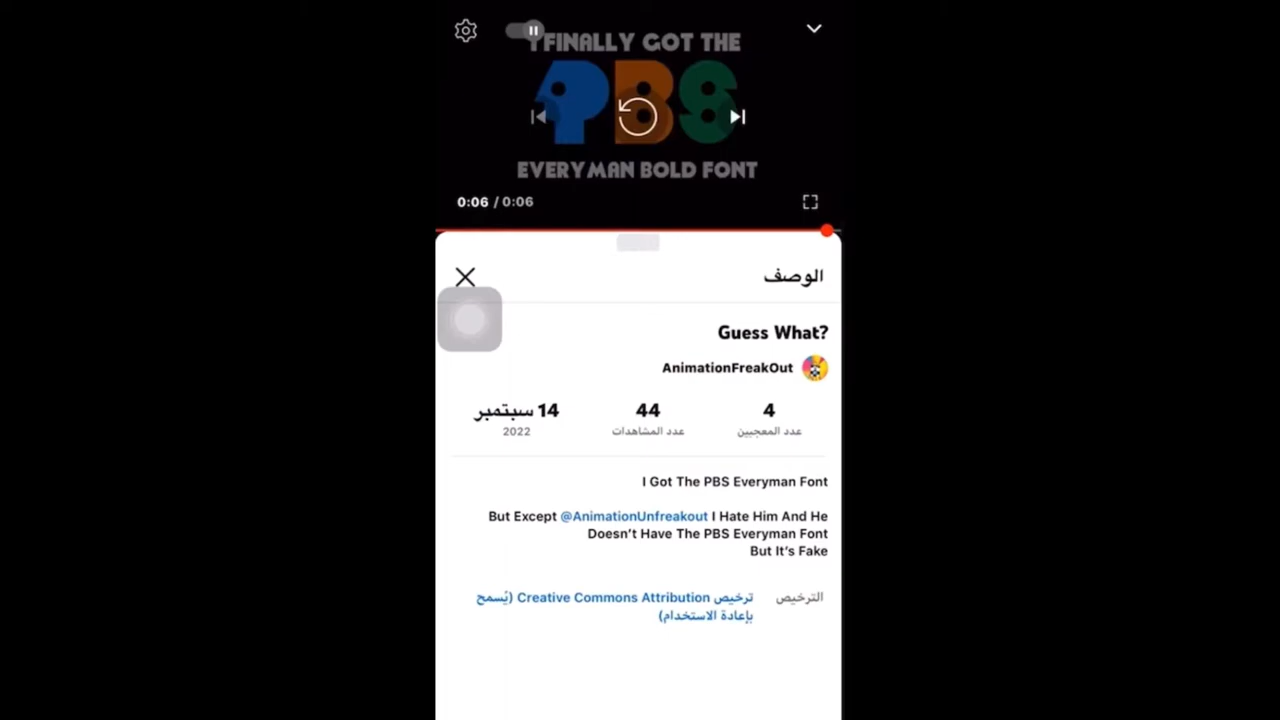 I FINALLY GOT THE
PBS
EVERYMAN BOLD FONT
0:06 / 0:06
الوصف
Guess What?
AnimationFreakOut
4
عدد المعجبين
44
عدد المشاهدات
14 سبتمبر
2022
I Got The PBS Everyman Font
But Except @AnimationUnfreakout I Hate Him And He
Doesn't Have The PBS Everyman Font
But It's Fake
الترخيص
ترخيص Creative Commons Attribution (يُسمح
بإعادة الاستخدام)